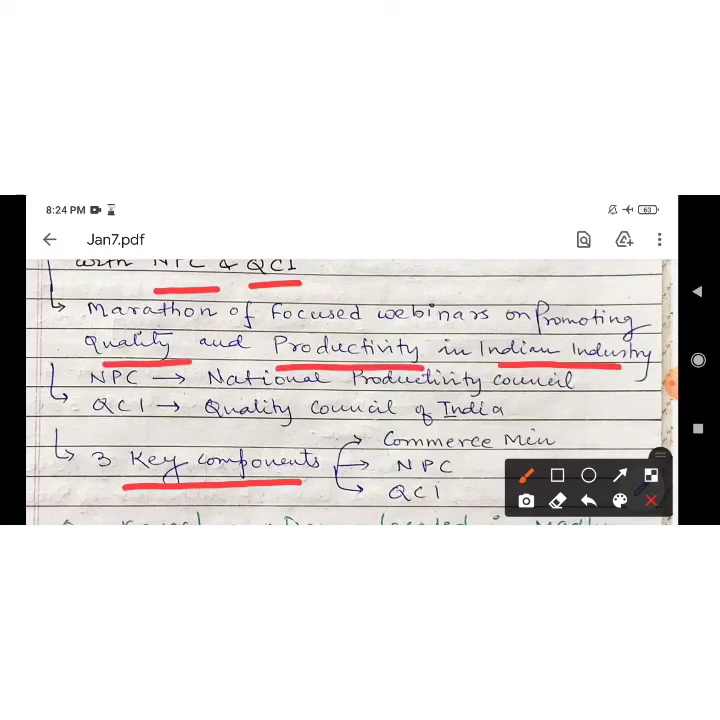 8:24 PM
63
Jan7.pdf
with NPC & QCI
Marathon of Focused webinars on Promoting
Quality and Productivity in Indian Industry
NPC → National Productivity council
QCI → Quality Council of India
3 Key components
Commerce Min
NPC
QCI